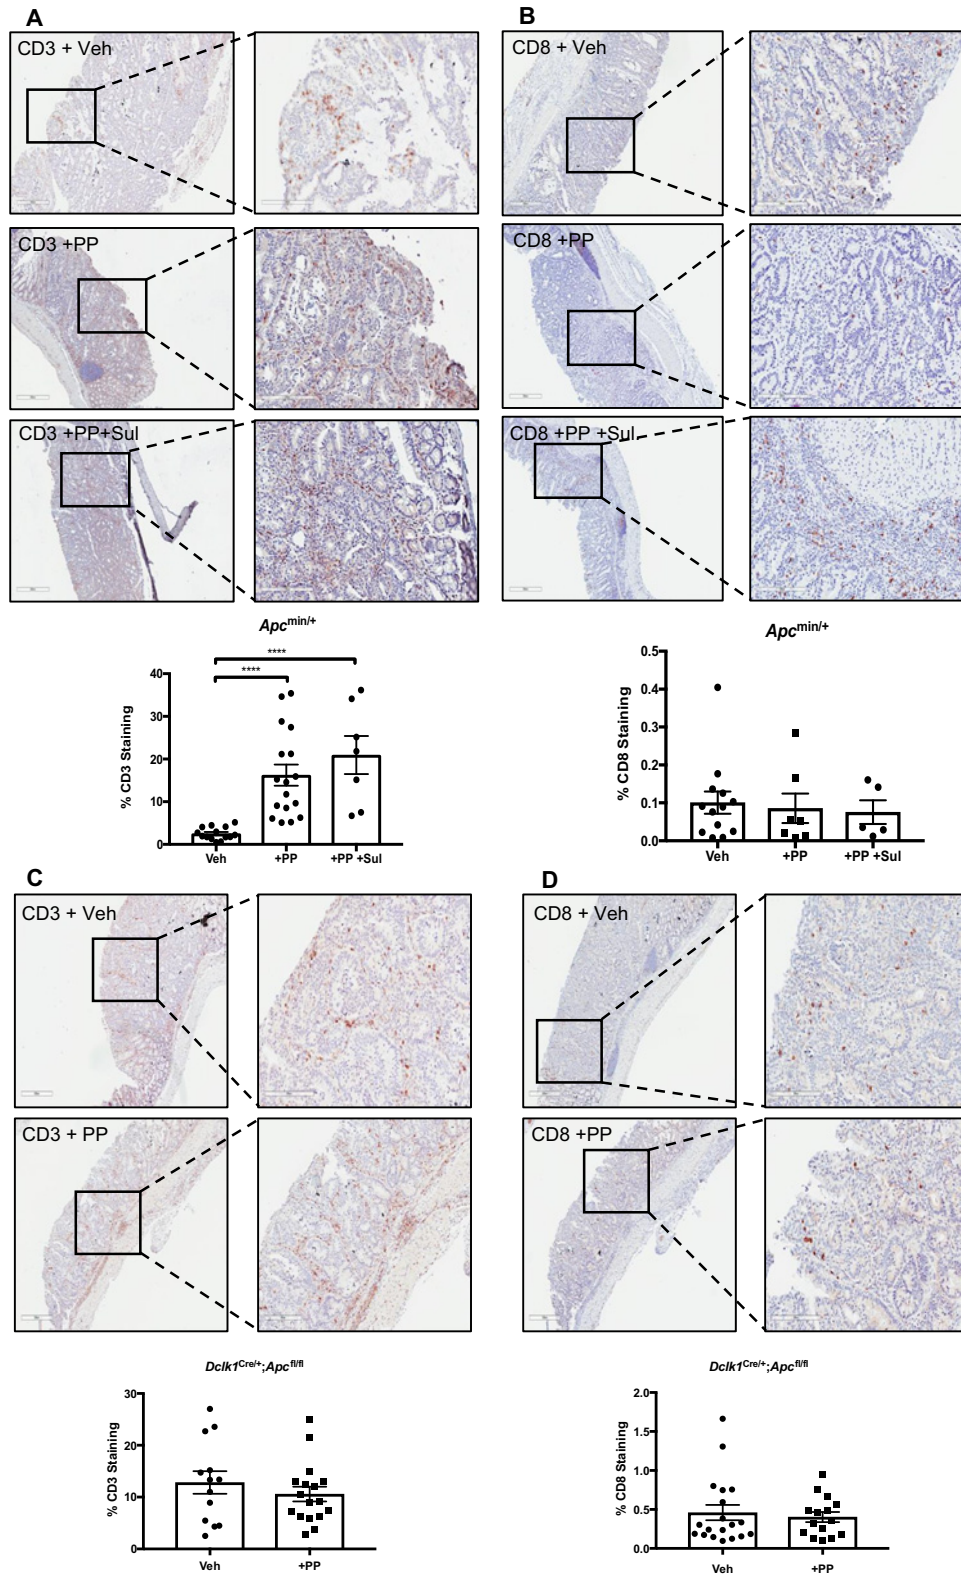 A
B
CD3 + Veh
CD8 + Veh
CD3 +PP
CD8 +PP
CD3 +PP+Sul
CD8 +PP +Sul
Apcmin/+
Apcmin/+
****
****
% CD3 Staining
40
30
20
10
0
Veh
+PP
+PP +Sul
% CD8 Staining
0.5
0.4
0.3
0.2
0.1
0.0
Veh
+PP
+PP +Sul
C
D
CD3 + Veh
CD8 + Veh
CD3 + PP
CD8 +PP
Dclk1Cre/+;Apcfl/fl
Dclk1Cre/+;Apcfl/fl
% CD3 Staining
30
20
10
0
Veh
+PP
% CD8 Staining
2.0
1.5
1.0
0.5
0.0
Veh
+PP